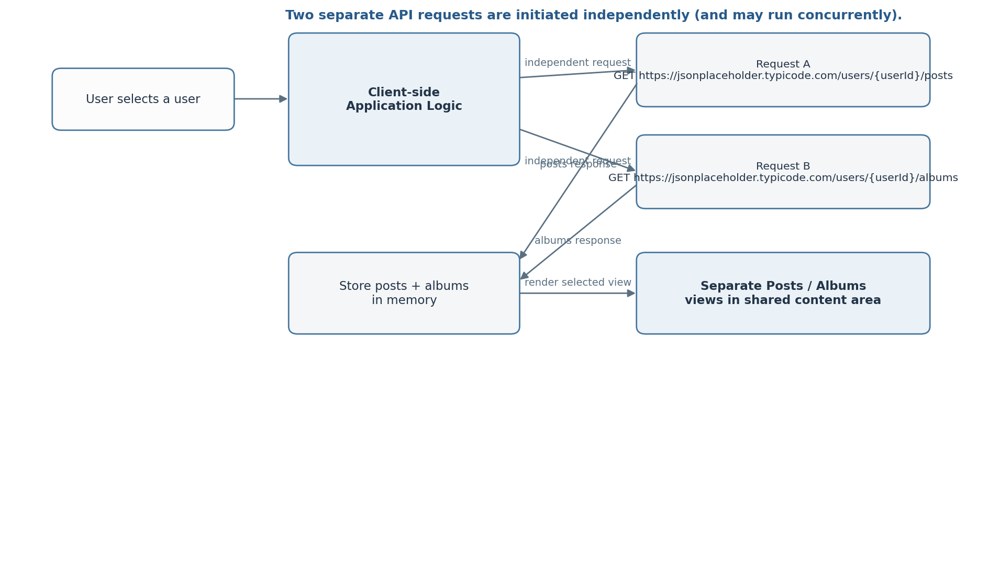 Two separate API requests are initiated independently (and may run concurrently).
User selects a user
Client-side
Application Logic
independent request
Request A
GET https://jsonplaceholder.typicode.com/users/{userId}/posts
independent request
posts response
Request B
GET https://jsonplaceholder.typicode.com/users/{userId}/albums
albums response
Store posts + albums
in memory
render selected view
Separate Posts / Albums
views in shared content area